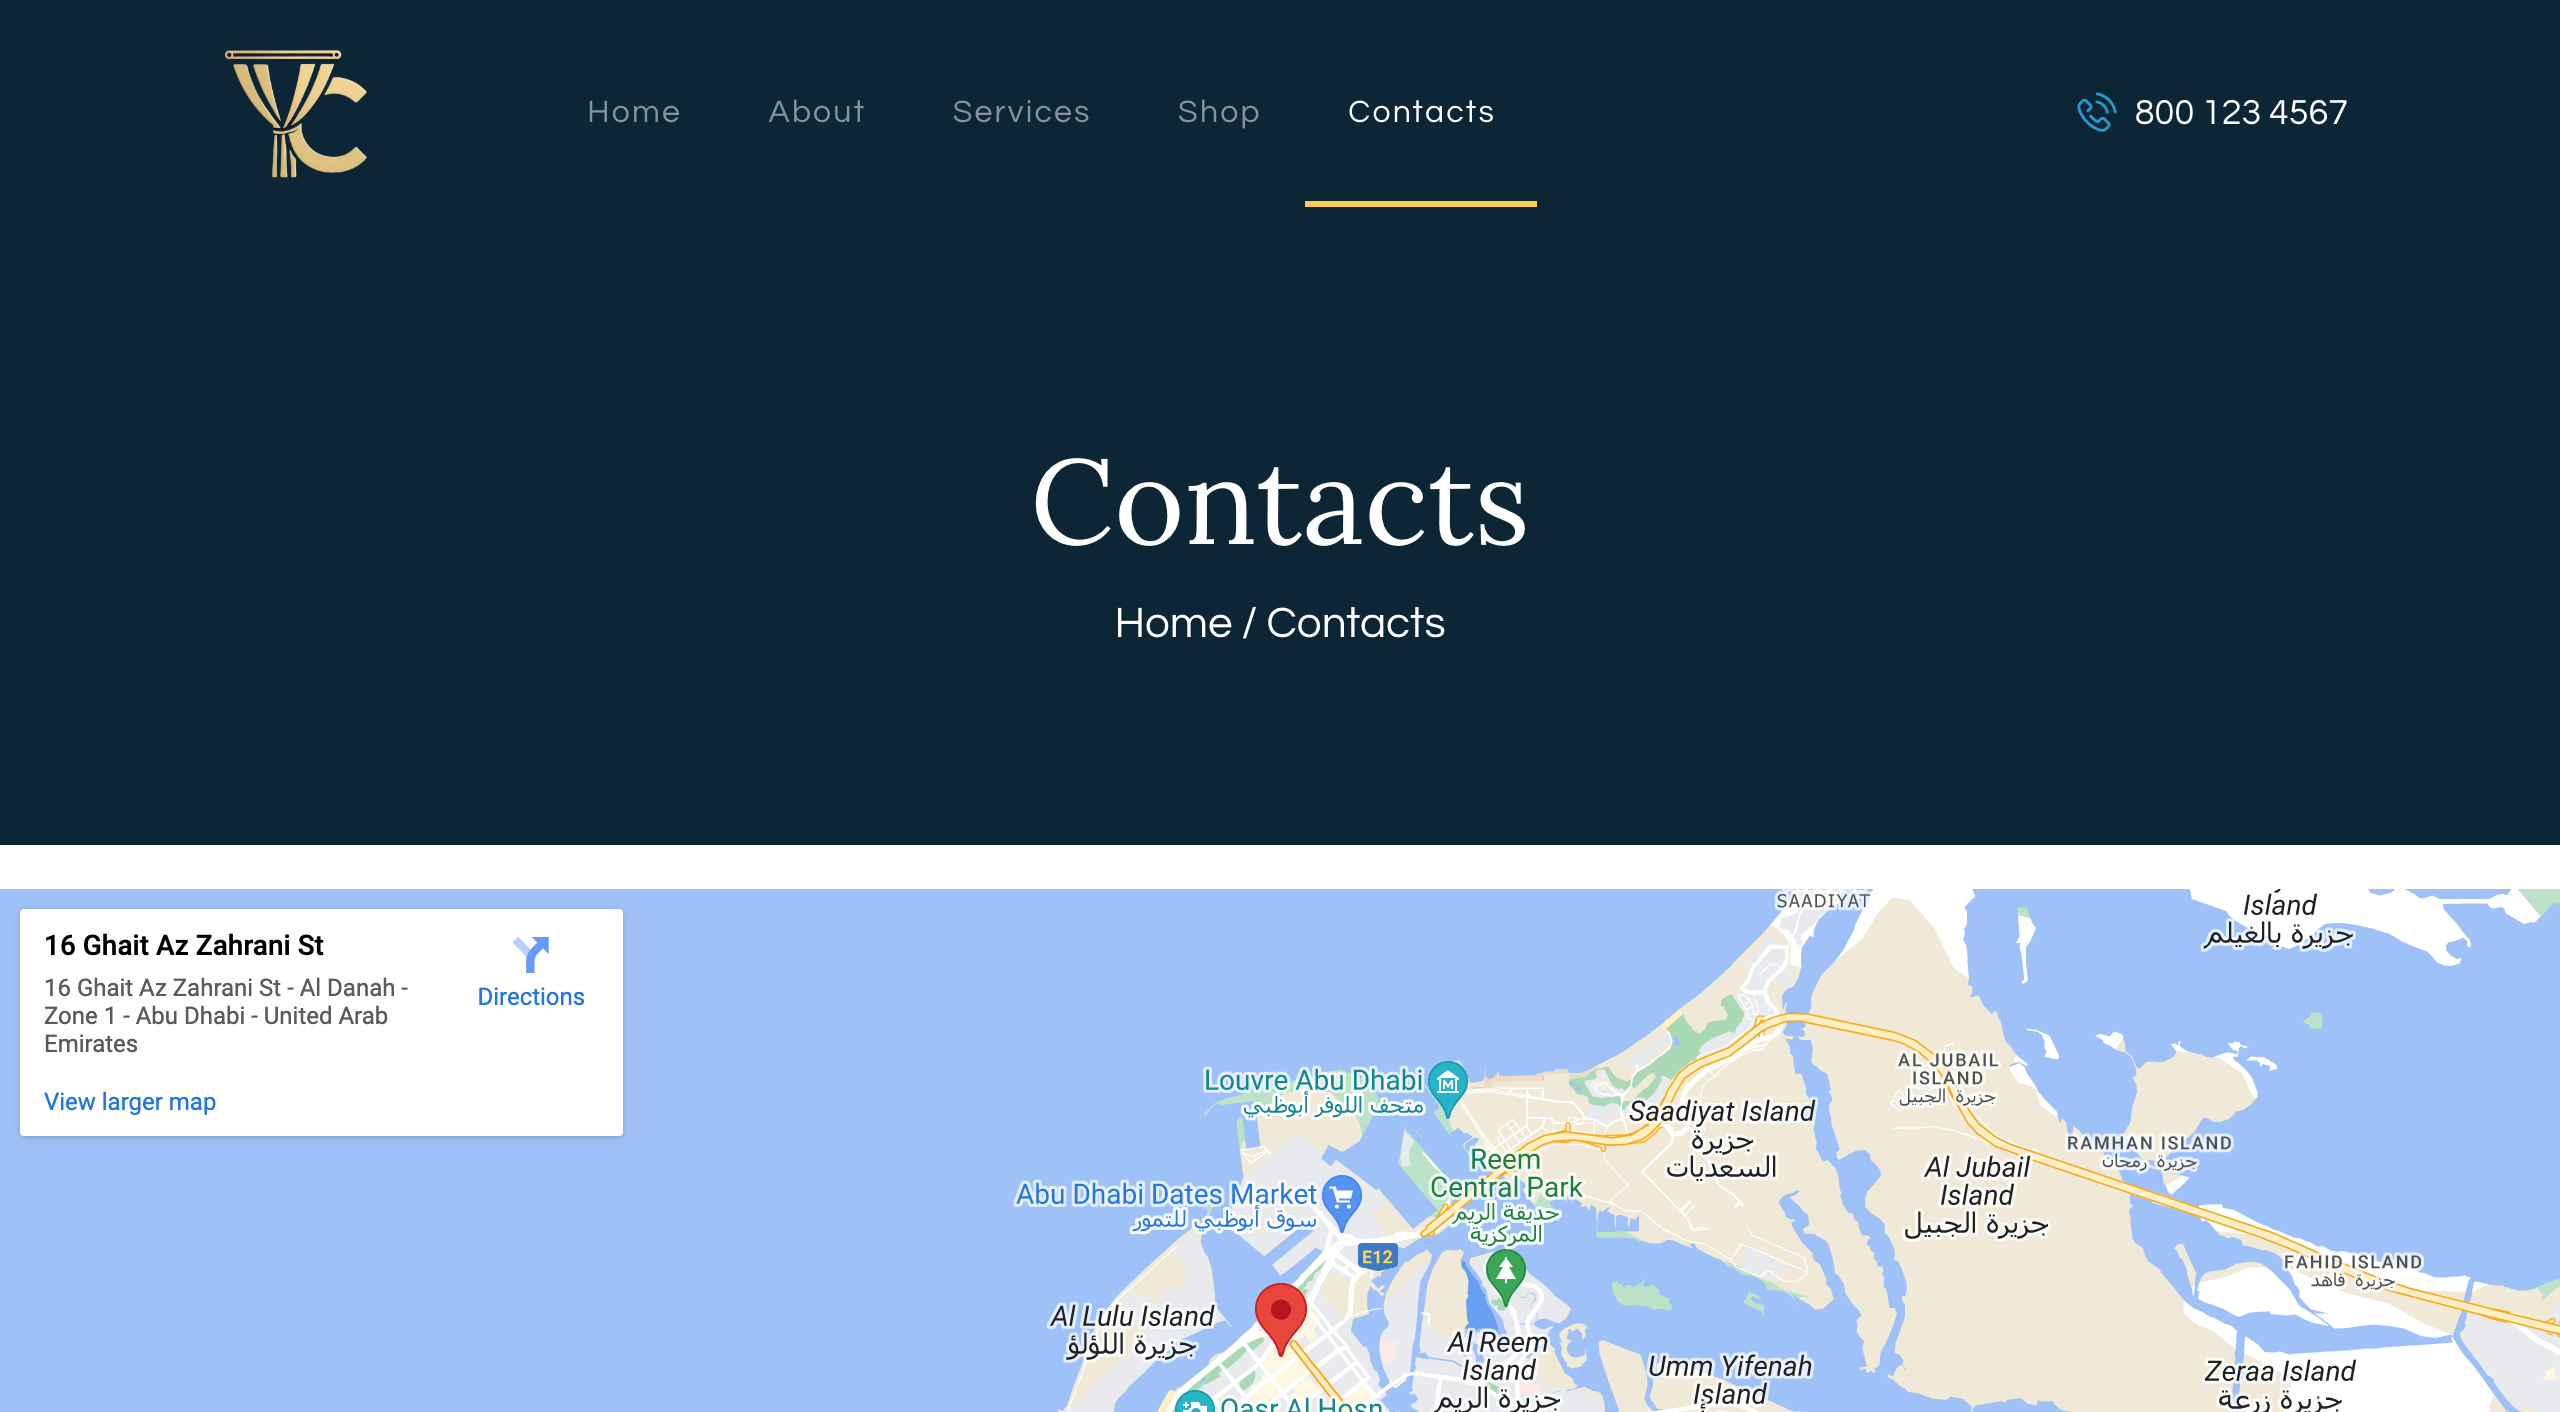 YC
Home
About
Services
Shop
Contacts
800 123 4567
Contacts
Home / Contacts
16 Ghait Az Zahrani St
16 Ghait Az Zahrani St - Al Danah -
Zone 1 - Abu Dhabi - United Arab
Emirates
Directions
View larger map
SAADIYAT
Island
جزيرة بالغيلم
Louvre Abu Dhabi
متحف اللوفر أبوظبي
Saadiyat Island
جزيرة
السعديات
AL JUBAIL
ISLAND
جزيرة الجبيل
RAMHAN ISLAND
جزيرة رمحان
Al Jubail
Island
جزيرة الجبيل
Reem
Central Park
حديقة الريم
المركزية
Abu Dhabi Dates Market
سوق أبوظبي للتمور
E12
FAHID ISLAND
جزيرة فاهد
Al Lulu Island
جزيرة اللؤلؤ
Al Reem
Island
جزيرة الريم
Umm Yifenah
Island
Zeraa Island
جزيرة زرعة
Qasr Al Hosn